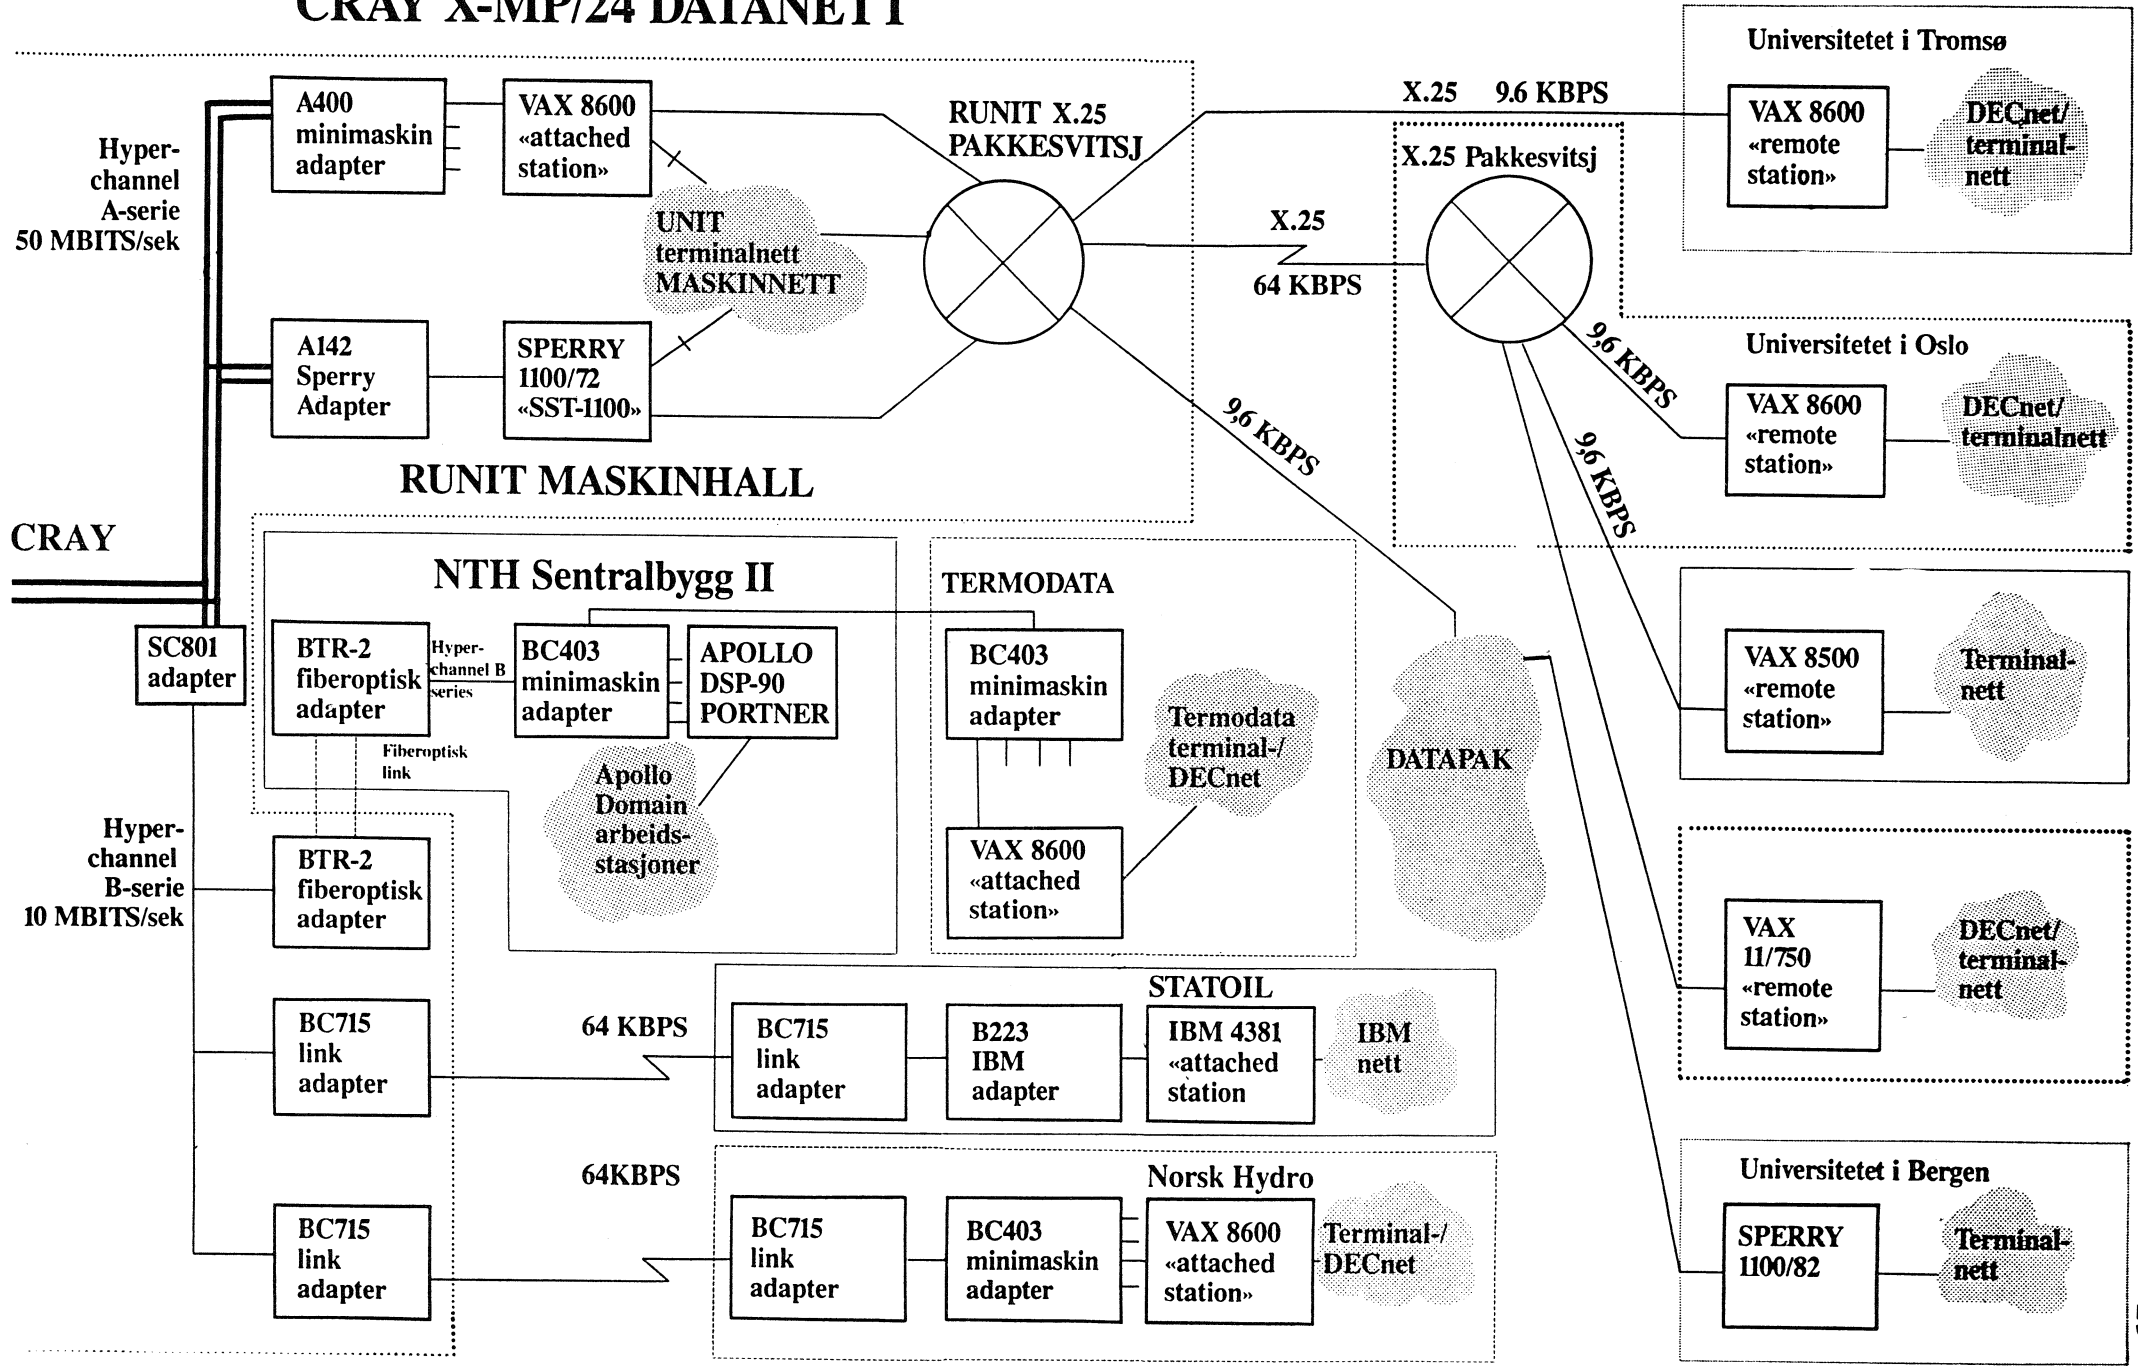 CRAY X-MP/24 DATANETT
Hyper-
channel
A-serie
50 MBITS/sek
A400
minimaskin
adapter
VAX 8600
«attached
station»
UNIT
terminalnett
MASKINNETT
A142
Sperry
Adapter
SPERRY
1100/72
«SST-1100»
RUNIT X.25
PAKKESVITSJ
RUNIT MASKINHALL
X.25 9.6 KBPS
X.25
64 KBPS
9,6 KBPS
X.25 Pakkesvitsj
9,6 KBPS
9,6 KBPS
Universitetet i Tromsø
VAX 8600
«remote
station»
DECnet/
terminal-
nett
Universitetet i Oslo
VAX 8600
«remote
station»
DECnet/
terminalnett
VAX 8500
«remote
station»
Terminal-
nett
VAX
11/750
«remote
station»
DECnet/
terminal-
nett
Universitetet i Bergen
SPERRY
1100/82
Terminal-
nett
CRAY
SC801
adapter
NTH Sentralbygg II
BTR-2
fiberoptisk
adapter
Hyper-
channel B
series
BC403
minimaskin
adapter
APOLLO
DSP-90
PORTNER
Fiberoptisk
link
Apollo
Domain
arbeids-
stasjoner
TERMODATA
BC403
minimaskin
adapter
Termodata
terminal-/
DECnet
VAX 8600
«attached
station»
DATAPAK
Hyper-
channel
B-serie
10 MBITS/sek
BTR-2
fiberoptisk
adapter
BC715
link
adapter
64 KBPS
STATOIL
BC715
link
adapter
B223
IBM
adapter
IBM 4381
«attached
station
IBM
nett
BC715
link
adapter
64KBPS
Norsk Hydro
BC715
link
adapter
BC403
minimaskin
adapter
VAX 8600
«attached
station»
Terminal-/
DECnet